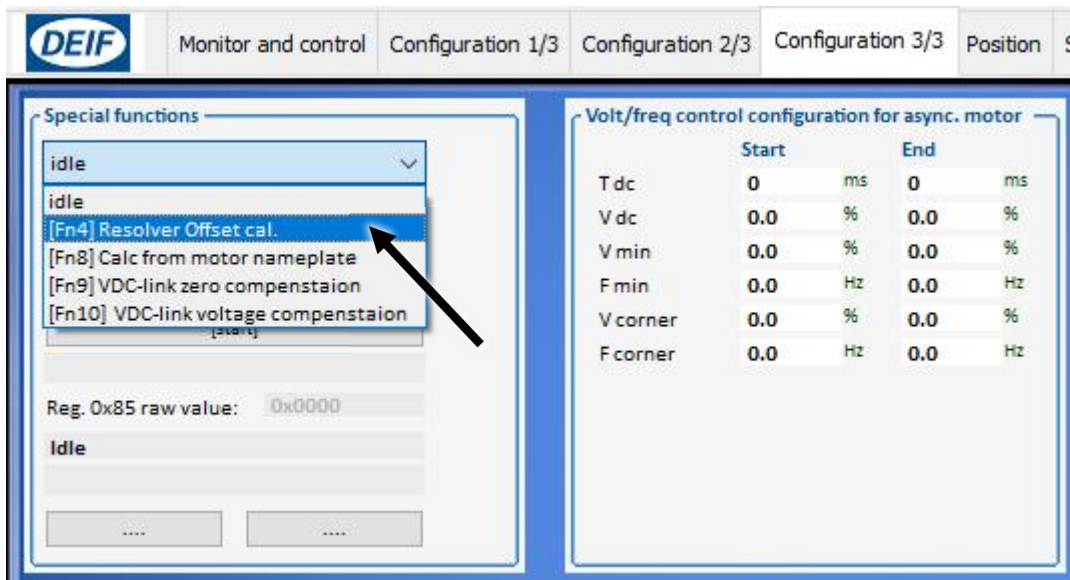 DEIF Monitor and control Configuration 1/3 Configuration 2/3 Configuration 3/3 Position
Special functions
idle
idle
[Fn4] Resolver Offset cal.
[Fn8] Calc from motor nameplate
[Fn9] VDC-link zero compenstaion
[Fn10] VDC-link voltage compenstaion
[Start]
Reg. 0x85 raw value: 0x0000
Idle
.... ....
Volt/freq control configuration for async. motor
Start End
T dc 0 ms 0 ms
V dc 0.0 % 0.0 %
V min 0.0 % 0.0 %
F min 0.0 Hz 0.0 Hz
V corner 0.0 % 0.0 %
F corner 0.0 Hz 0.0 Hz